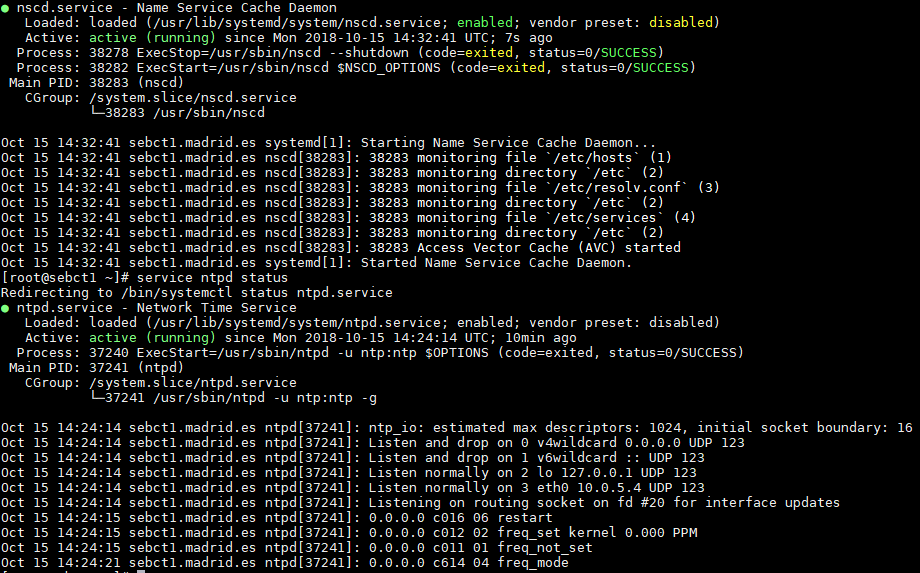 ● nscd.service - Name Service Cache Daemon
   Loaded: loaded (/usr/lib/systemd/system/nscd.service; enabled; vendor preset: disabled)
   Active: active (running) since Mon 2018-10-15 14:32:41 UTC; 7s ago
  Process: 38278 ExecStop=/usr/sbin/nscd --shutdown (code=exited, status=0/SUCCESS)
  Process: 38282 ExecStart=/usr/sbin/nscd $NSCD_OPTIONS (code=exited, status=0/SUCCESS)
 Main PID: 38283 (nscd)
   CGroup: /system.slice/nscd.service
           └─38283 /usr/sbin/nscd

Oct 15 14:32:41 sebct1.madrid.es systemd[1]: Starting Name Service Cache Daemon...
Oct 15 14:32:41 sebct1.madrid.es nscd[38283]: 38283 monitoring file `/etc/hosts` (1)
Oct 15 14:32:41 sebct1.madrid.es nscd[38283]: 38283 monitoring directory `/etc` (2)
Oct 15 14:32:41 sebct1.madrid.es nscd[38283]: 38283 monitoring file `/etc/resolv.conf` (3)
Oct 15 14:32:41 sebct1.madrid.es nscd[38283]: 38283 monitoring directory `/etc` (2)
Oct 15 14:32:41 sebct1.madrid.es nscd[38283]: 38283 monitoring file `/etc/services` (4)
Oct 15 14:32:41 sebct1.madrid.es nscd[38283]: 38283 monitoring directory `/etc` (2)
Oct 15 14:32:41 sebct1.madrid.es nscd[38283]: 38283 Access Vector Cache (AVC) started
Oct 15 14:32:41 sebct1.madrid.es systemd[1]: Started Name Service Cache Daemon.
[root@sebct1 ~]# service ntpd status
Redirecting to /bin/systemctl status ntpd.service
● ntpd.service - Network Time Service
   Loaded: loaded (/usr/lib/systemd/system/ntpd.service; enabled; vendor preset: disabled)
   Active: active (running) since Mon 2018-10-15 14:24:14 UTC; 10min ago
  Process: 37240 ExecStart=/usr/sbin/ntpd -u ntp:ntp $OPTIONS (code=exited, status=0/SUCCESS)
 Main PID: 37241 (ntpd)
   CGroup: /system.slice/ntpd.service
           └─37241 /usr/sbin/ntpd -u ntp:ntp -g

Oct 15 14:24:14 sebct1.madrid.es ntpd[37241]: ntp_io: estimated max descriptors: 1024, initial socket boundary: 16
Oct 15 14:24:14 sebct1.madrid.es ntpd[37241]: Listen and drop on 0 v4wildcard 0.0.0.0 UDP 123
Oct 15 14:24:14 sebct1.madrid.es ntpd[37241]: Listen and drop on 1 v6wildcard :: UDP 123
Oct 15 14:24:14 sebct1.madrid.es ntpd[37241]: Listen normally on 2 lo 127.0.0.1 UDP 123
Oct 15 14:24:14 sebct1.madrid.es ntpd[37241]: Listen normally on 3 eth0 10.0.5.4 UDP 123
Oct 15 14:24:14 sebct1.madrid.es ntpd[37241]: Listening on routing socket on fd #20 for interface updates
Oct 15 14:24:15 sebct1.madrid.es ntpd[37241]: 0.0.0.0 c016 06 restart
Oct 15 14:24:15 sebct1.madrid.es ntpd[37241]: 0.0.0.0 c012 02 freq_set kernel 0.000 PPM
Oct 15 14:24:15 sebct1.madrid.es ntpd[37241]: 0.0.0.0 c011 01 freq_not_set
Oct 15 14:24:21 sebct1.madrid.es ntpd[37241]: 0.0.0.0 c614 04 freq_mode